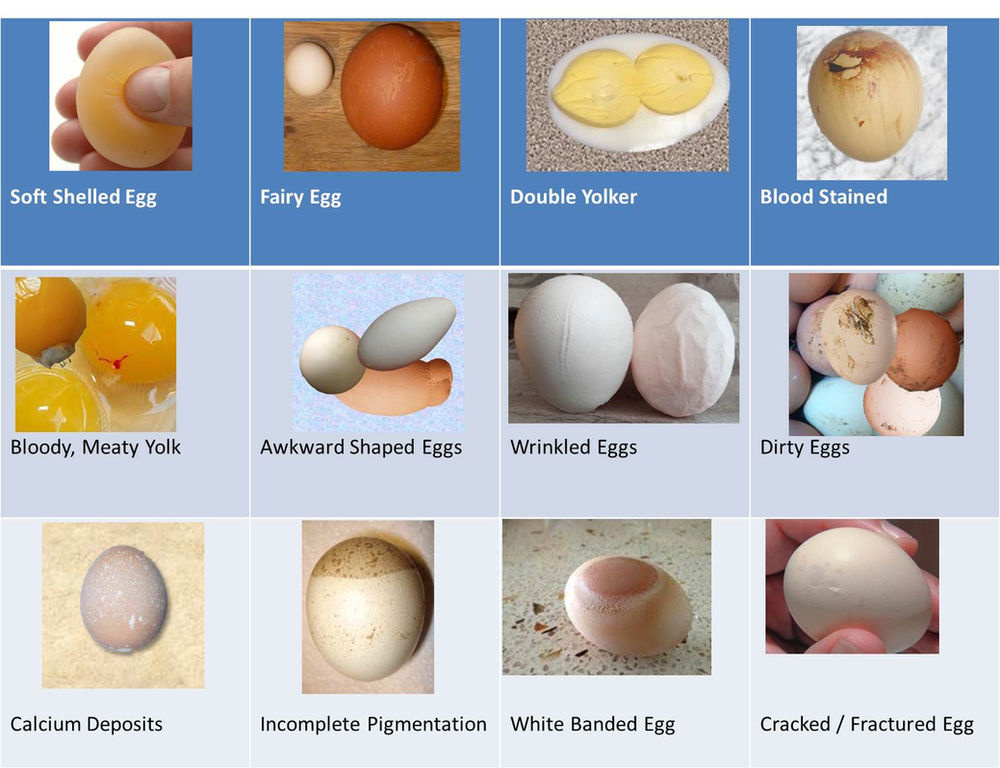 Soft Shelled Egg
Fairy Egg
Double Yolker
Blood Stained
Bloody, Meaty Yolk
Awkward Shaped Eggs
Wrinkled Eggs
Dirty Eggs
Calcium Deposits
Incomplete Pigmentation
White Banded Egg
Cracked / Fractured Egg